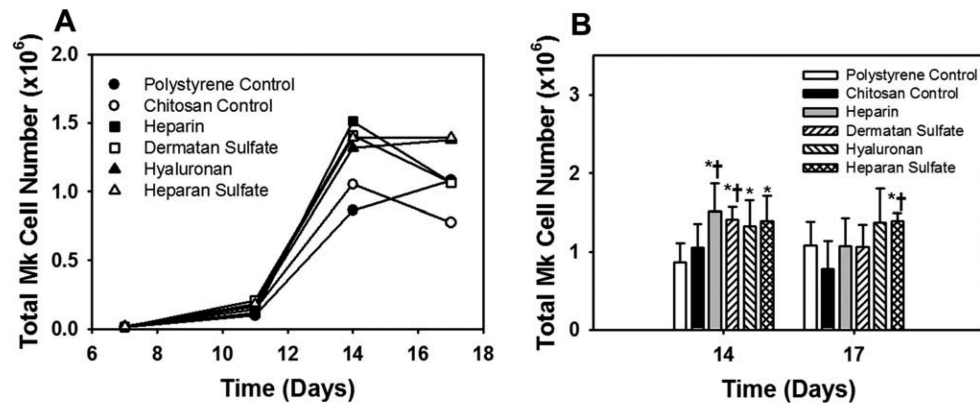 A
Total Mk Cell Number (x10⁶)
2.0
1.5
1.0
0.5
0.0
Polystyrene Control
Chitosan Control
Heparin
Dermatan Sulfate
Hyaluronan
Heparan Sulfate
6 8 10 12 14 16 18
Time (Days)
B
Total Mk Cell Number (x10⁶)
3
2
1
0
Polystyrene Control
Chitosan Control
Heparin
Dermatan Sulfate
Hyaluronan
Heparan Sulfate
*† *† * * *†
14 17
Time (Days)